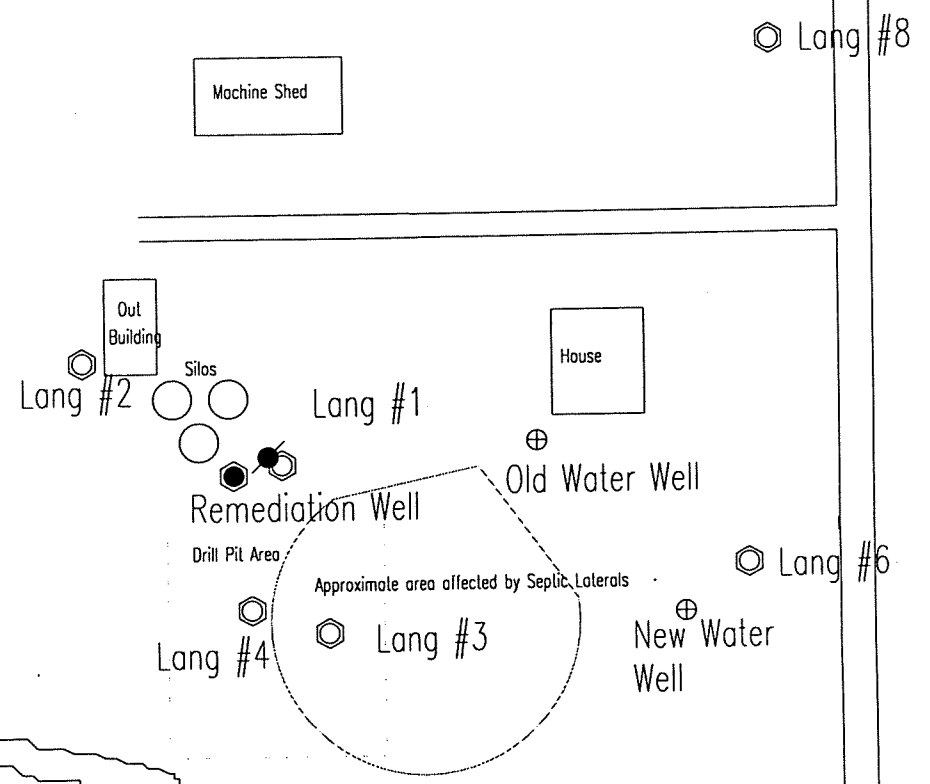 Lang #8
Machine Shed
Out
Building
House
Silos
Lang #2
Lang #1
Old Water Well
Remediation Well
Drill Pit Area
Lang #6
Approximate area affected by Septic Laterals
New Water
Well
Lang #3
Lang #4